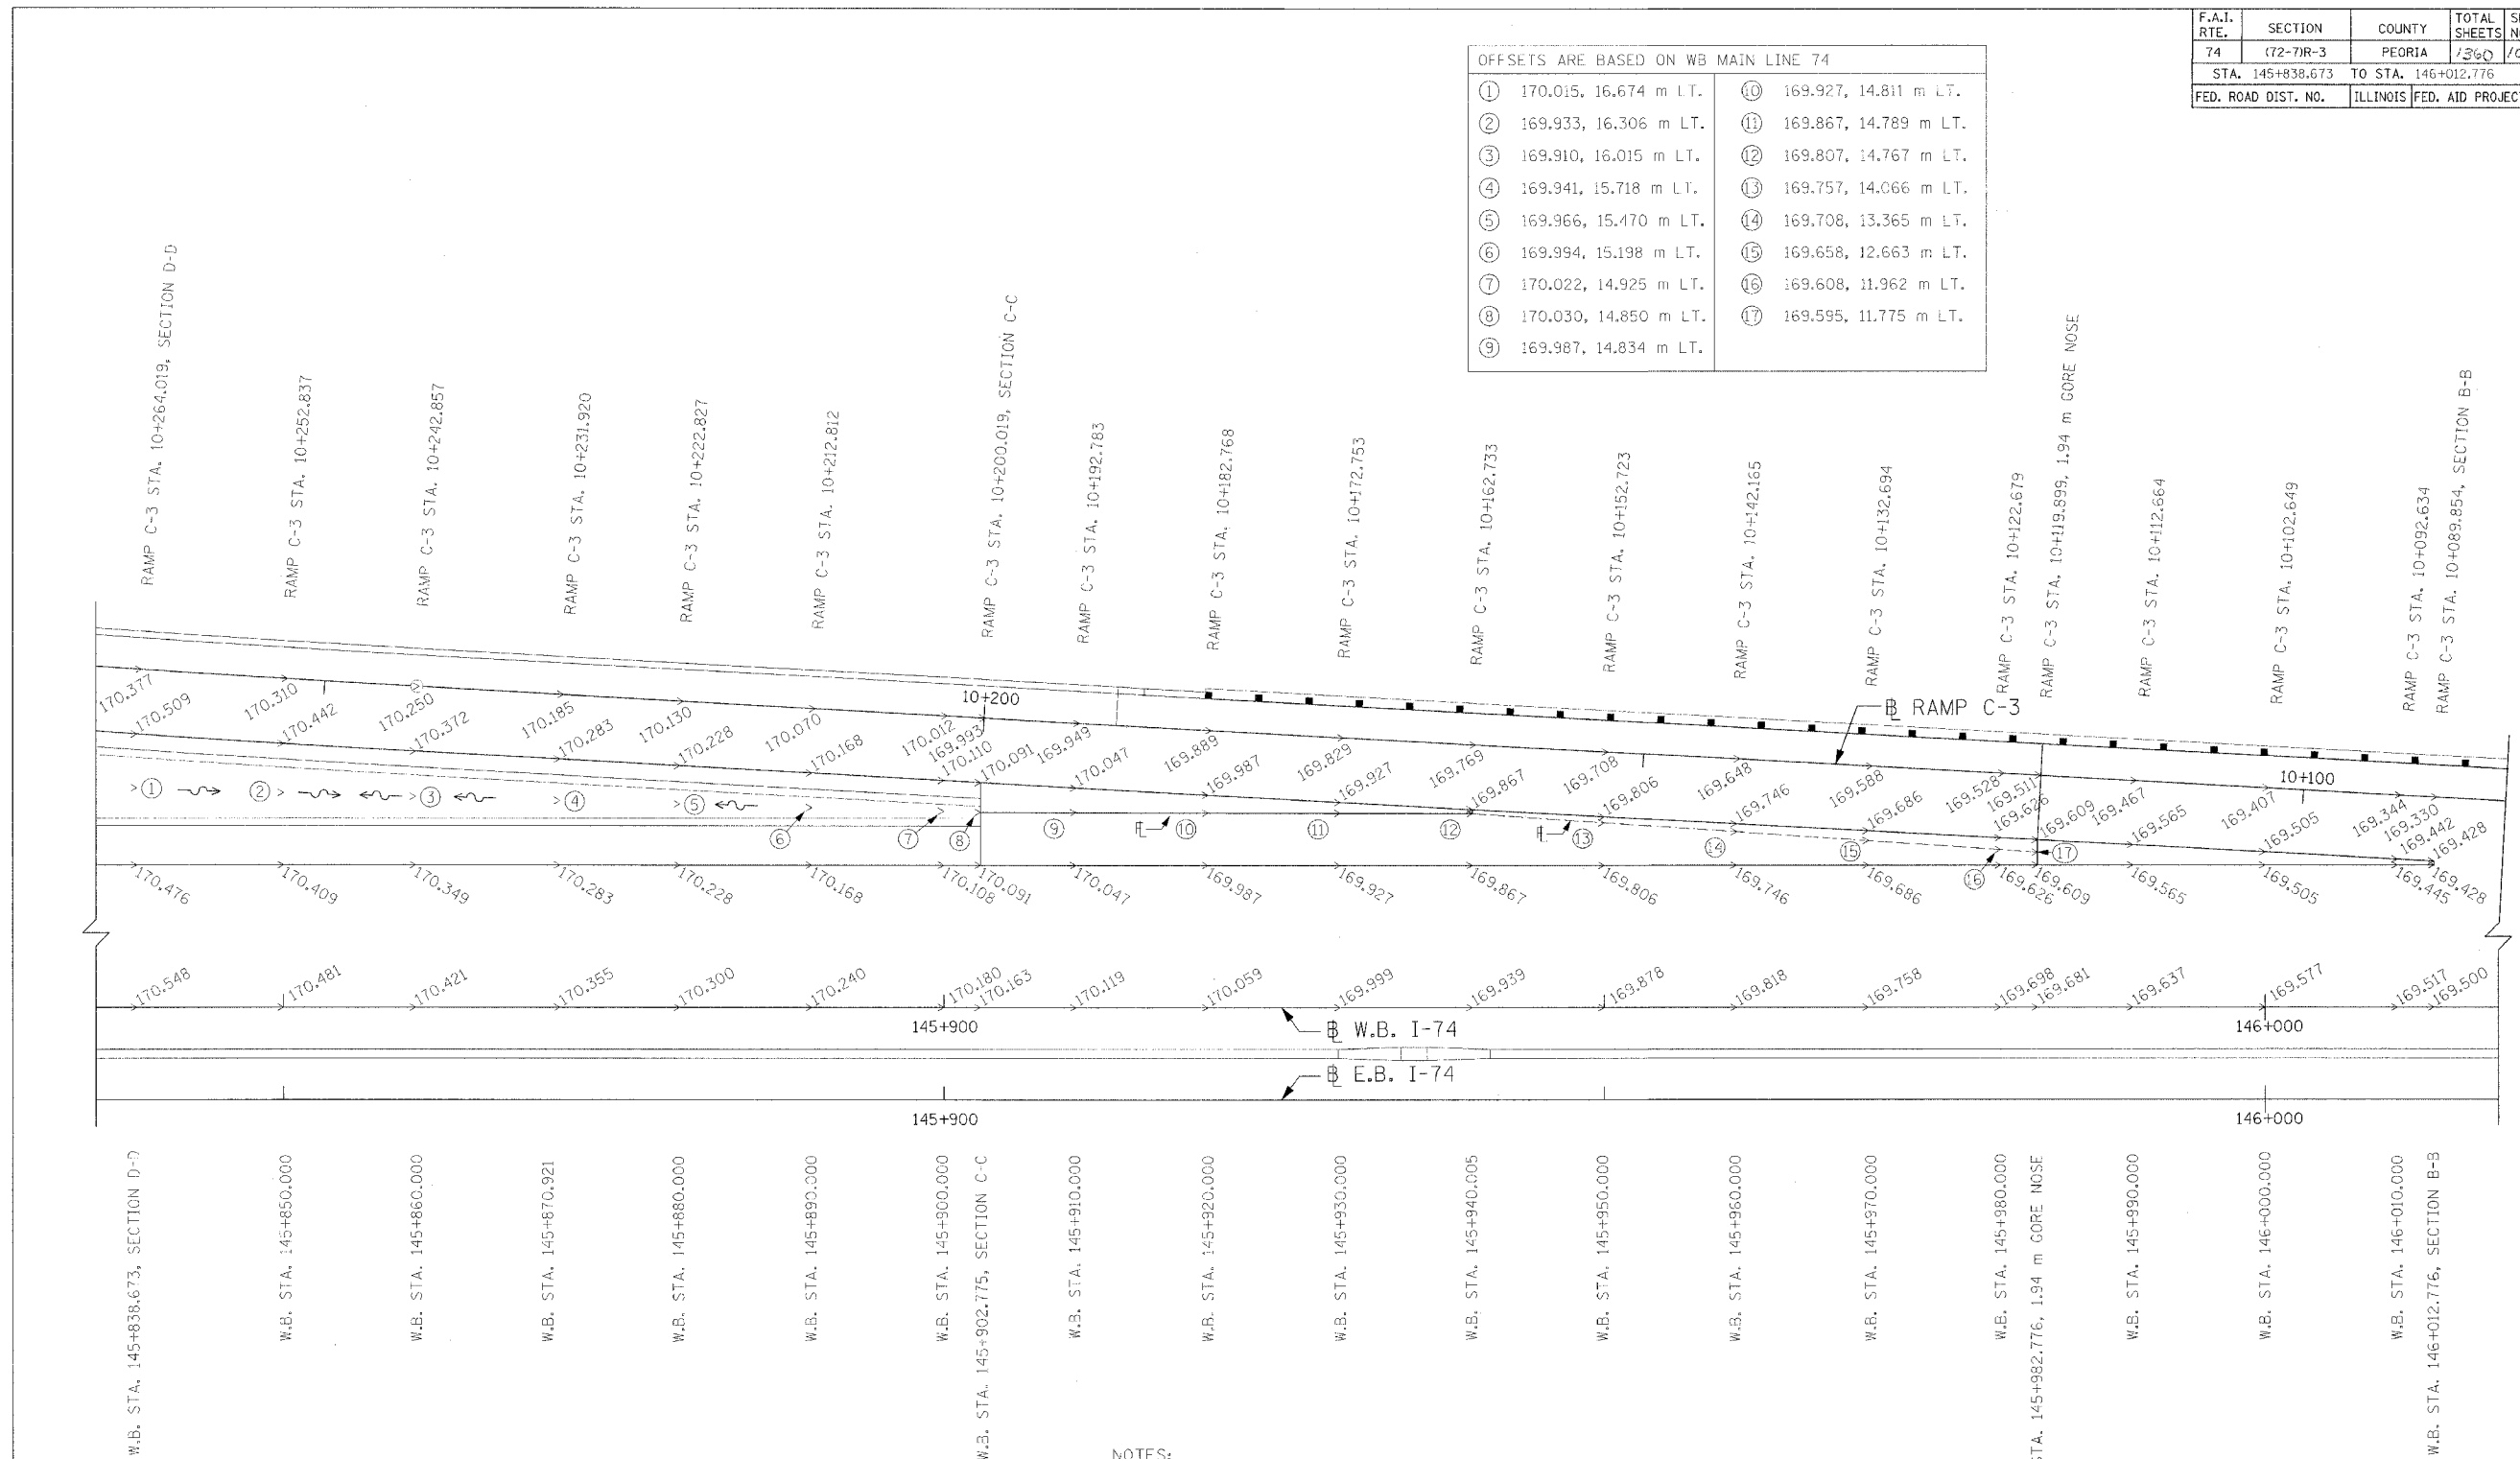 F.A.I. RTE. SECTION COUNTY TOTAL SHEETS
74 (72-7)R-3 PEORIA 1360
STA. 145+838.673 TO STA. 146+012.776
FED. ROAD DIST. NO. ILLINOIS FED. AID PROJEC
OFFSETS ARE BASED ON WB MAIN LINE 74
① 170.015, 16.674 m LT. ⑩ 169.927, 14.811 m LT.
② 169.933, 16.306 m LT. ⑪ 169.867, 14.789 m LT.
③ 169.910, 16.015 m LT. ⑫ 169.807, 14.767 m LT.
④ 169.941, 15.718 m LT. ⑬ 169.757, 14.066 m LT.
⑤ 169.966, 15.470 m LT. ⑭ 169.708, 13.365 m LT.
⑥ 169.994, 15.198 m LT. ⑮ 169.658, 12.663 m LT.
⑦ 170.022, 14.925 m LT. ⑯ 169.608, 11.962 m LT.
⑧ 170.030, 14.850 m LT. ⑰ 169.595, 11.775 m LT.
⑨ 169.987, 14.834 m LT.
RAMP C-3 STA. 10+264.019, SECTION D-D
RAMP C-3 STA. 10+252.837
RAMP C-3 STA. 10+242.857
RAMP C-3 STA. 10+231.920
RAMP C-3 STA. 10+222.827
RAMP C-3 STA. 10+212.812
RAMP C-3 STA. 10+200.019, SECTION C-C
RAMP C-3 STA. 10+192.783
RAMP C-3 STA. 10+182.768
RAMP C-3 STA. 10+172.753
RAMP C-3 STA. 10+162.733
RAMP C-3 STA. 10+152.723
RAMP C-3 STA. 10+142.165
RAMP C-3 STA. 10+132.694
RAMP C-3 STA. 10+122.679
RAMP C-3 STA. 10+119.899, 1.94 m GORE NOSE
RAMP C-3 STA. 10+112.664
RAMP C-3 STA. 10+102.649
RAMP C-3 STA. 10+092.634
RAMP C-3 STA. 10+089.854, SECTION B-B
170.377 170.310 170.250 170.185 170.130 170.070 170.012 169.993 169.949 169.889 169.829 169.769 169.708 169.648 169.588 169.528 169.511 169.467 169.407 169.344 169.330
10+200
RAMP C-3
10+100
170.509 170.442 170.372 170.283 170.228 170.168 170.110 170.091 170.047 169.987 169.927 169.867 169.806 169.746 169.686 169.626 169.609 169.565 169.505 169.442 169.428
① ② ③ ④ ⑤ ⑥ ⑦ ⑧ ⑨ ⑩ ⑪ ⑫ ⑬ ⑭ ⑮ ⑯ ⑰
170.476 170.409 170.349 170.283 170.228 170.168 170.108 170.091 170.047 169.987 169.927 169.867 169.806 169.746 169.686 169.626 169.609 169.565 169.505 169.445 169.428
170.548 170.481 170.421 170.355 170.300 170.240 170.180 170.163 170.119 170.059 169.999 169.939 169.878 169.818 169.758 169.698 169.681 169.637 169.577 169.517 169.500
145+900 W.B. I-74 146+000
E.B. I-74
145+900 146+000
W.B. STA. 145+838.673, SECTION D-D
W.B. STA. 145+850.000
W.B. STA. 145+860.000
W.B. STA. 145+870.921
W.B. STA. 145+880.000
W.B. STA. 145+890.000
W.B. STA. 145+900.000
W.B. STA. 145+902.775, SECTION C-C
W.B. STA. 145+910.000
W.B. STA. 145+920.000
W.B. STA. 145+930.000
W.B. STA. 145+940.005
W.B. STA. 145+950.000
W.B. STA. 145+960.000
W.B. STA. 145+970.000
W.B. STA. 145+980.000
STA. 145+982.776, 1.94 m GORE NOSE
W.B. STA. 145+990.000
W.B. STA. 146+000.000
W.B. STA. 146+010.000
W.B. STA. 146+012.776, SECTION B-B
NOTES: